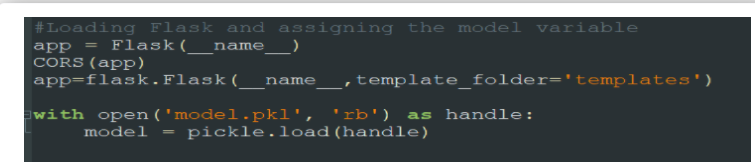 #Loading Flask and assigning the model variable
app = Flask(__name__)
CORS(app)
app=flask.Flask(__name__,template_folder='templates')
with open('model.pkl', 'rb') as handle:
    model = pickle.load(handle)